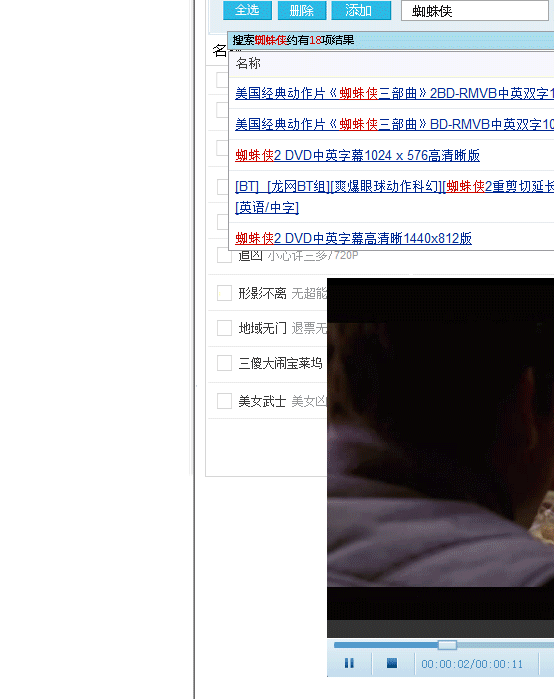 全选 删除 添加 蜘蛛侠
搜索蜘蛛侠约有18项结果
名称
美国经典动作片《蜘蛛侠三部曲》2BD-RMVB中英双字1
美国经典动作片《蜘蛛侠三部曲》BD-RMVB中英双字10
蜘蛛侠2 DVD中英字幕1024 x 576高清晰版
[BT] [龙网BT组][爽爆眼球动作科幻][蜘蛛侠2重剪切延长
[英语/中字]
蜘蛛侠2 DVD中英字幕高清晰1440x812版
追凶 小心许三多/720P
形影不离 无超能
地域无门 退票无
三傻大闹宝莱坞
美女武士 美女凶
00:00:02/00:00:11